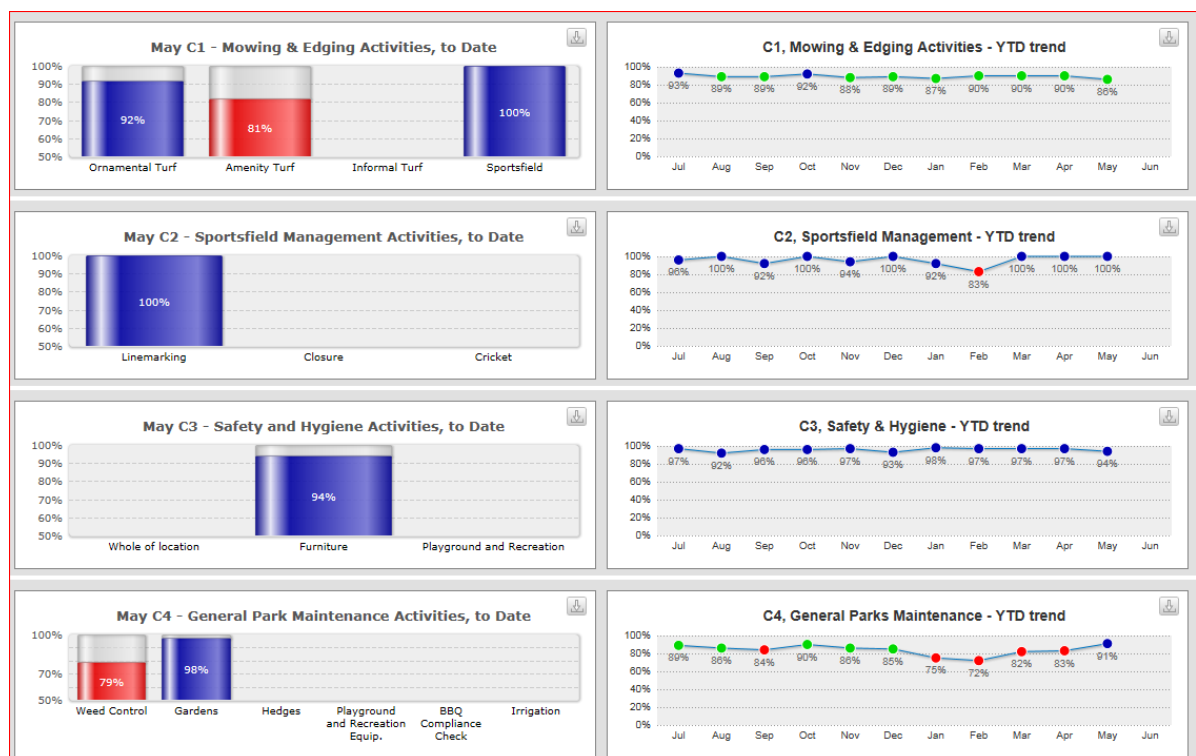 May C1 - Mowing & Edging Activities, to Date
100%
90%
80%
70%
60%
50%
92%
81%
100%
Ornamental Turf Amenity Turf Informal Turf Sportsfield
C1, Mowing & Edging Activities - YTD trend
100%
80%
60%
40%
20%
0%
93% 89% 89% 92% 88% 89% 87% 90% 90% 90% 86%
Jul Aug Sep Oct Nov Dec Jan Feb Mar Apr May Jun
May C2 - Sportsfield Management Activities, to Date
100%
90%
80%
70%
60%
50%
100%
Linemarking Closure Cricket
C2, Sportsfield Management - YTD trend
100%
80%
60%
40%
20%
0%
96% 100% 92% 100% 94% 100% 92% 83% 100% 100% 100%
Jul Aug Sep Oct Nov Dec Jan Feb Mar Apr May Jun
May C3 - Safety and Hygiene Activities, to Date
100%
90%
80%
70%
60%
50%
94%
Whole of location Furniture Playground and Recreation
C3, Safety & Hygiene - YTD trend
100%
80%
60%
40%
20%
0%
97% 92% 96% 96% 97% 93% 98% 97% 97% 97% 94%
Jul Aug Sep Oct Nov Dec Jan Feb Mar Apr May Jun
May C4 - General Park Maintenance Activities, to Date
100%
70%
50%
79%
98%
Weed Control Gardens Hedges Playground BBQ Irrigation
and Recreation Compliance
Equip. Check
C4, General Parks Maintenance - YTD trend
100%
80%
60%
40%
20%
0%
89% 86% 84% 90% 86% 85% 75% 72% 82% 83% 91%
Jul Aug Sep Oct Nov Dec Jan Feb Mar Apr May Jun